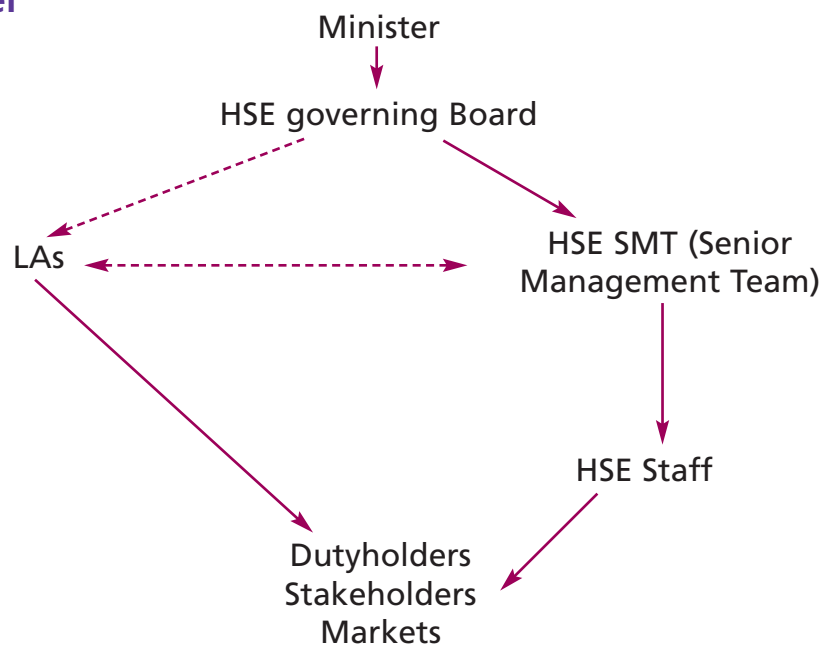 Minister
HSE governing Board
LAs
HSE SMT (Senior
Management Team)
HSE Staff
Dutyholders
Stakeholders
Markets